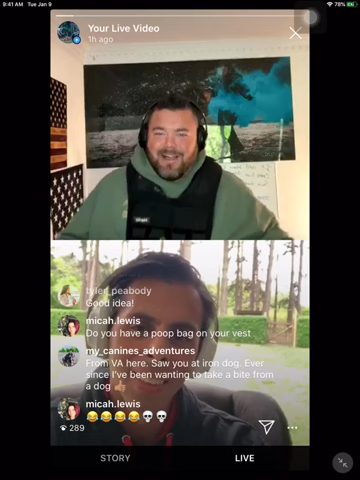 9:41 AM Tue Jan 9
78%
Your Live Video
1h ago
tyler_peabody
Good idea!
micah.lewis
Do you have a poop bag on your vest
my_canines_adventures
From VA here. Saw you at iron dog. Ever
since I've been wanting to take a bite from
a dog 👍🏼
micah.lewis
😂😂😂😂💀💀
289
STORY LIVE